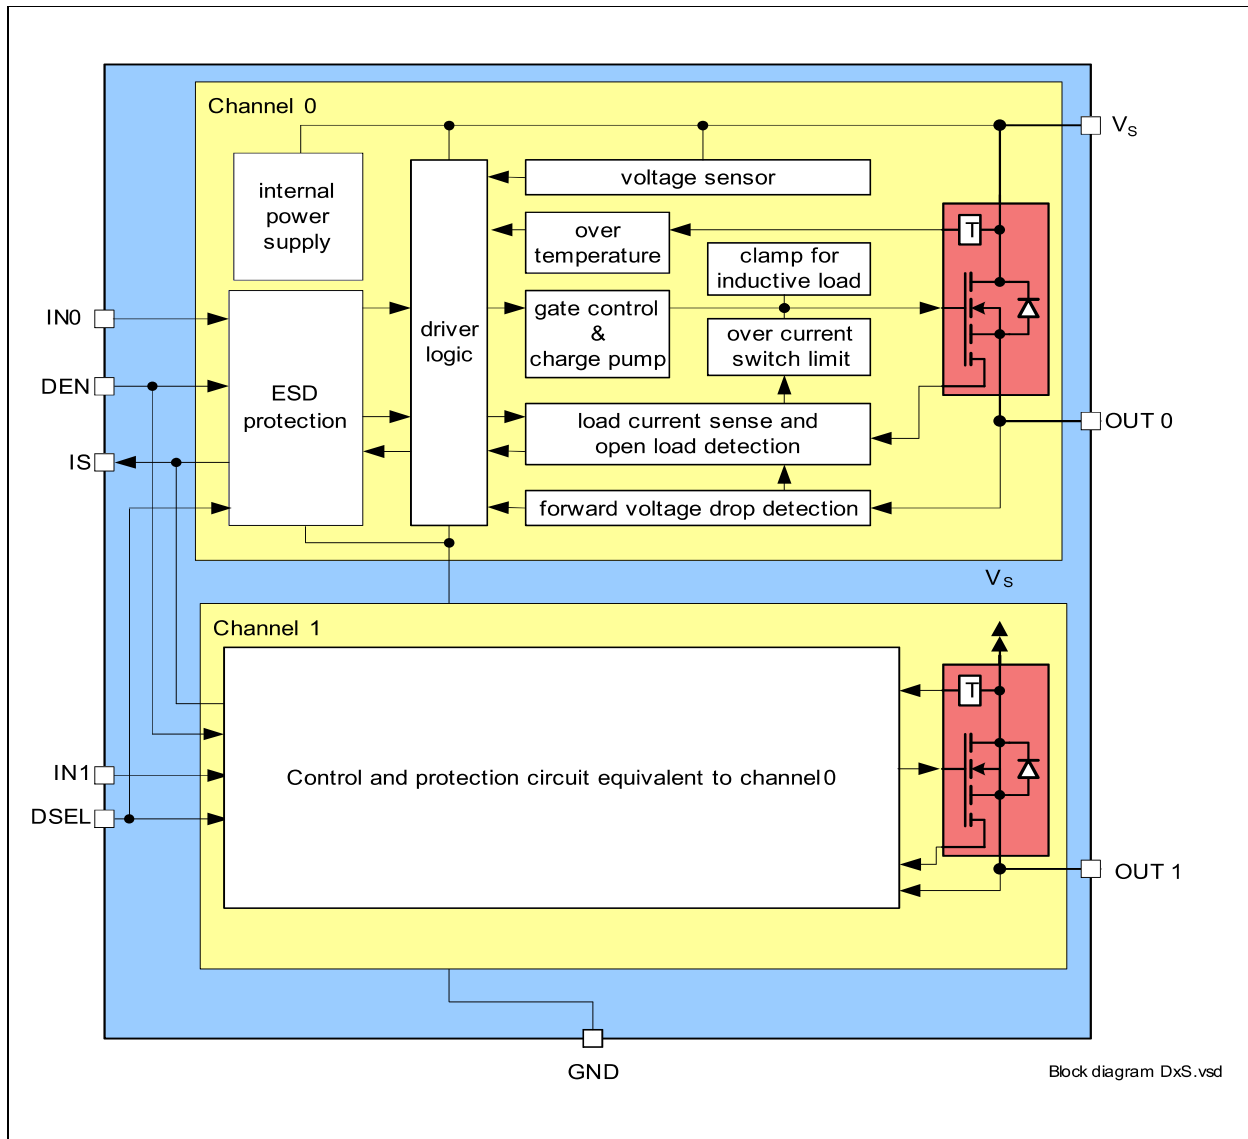 Channel 0
VS
internal
power
supply
voltage sensor
over
temperature
T
clamp for
inductive load
IN0
gate control
&
charge pump
driver
logic
over current
switch limit
DEN
ESD
protection
load current sense and
open load detection
OUT 0
IS
forward voltage drop detection
VS
Channel 1
T
IN1
Control and protection circuit equivalent to channel 0
DSEL
OUT 1
GND
Block diagram DxS.vsd